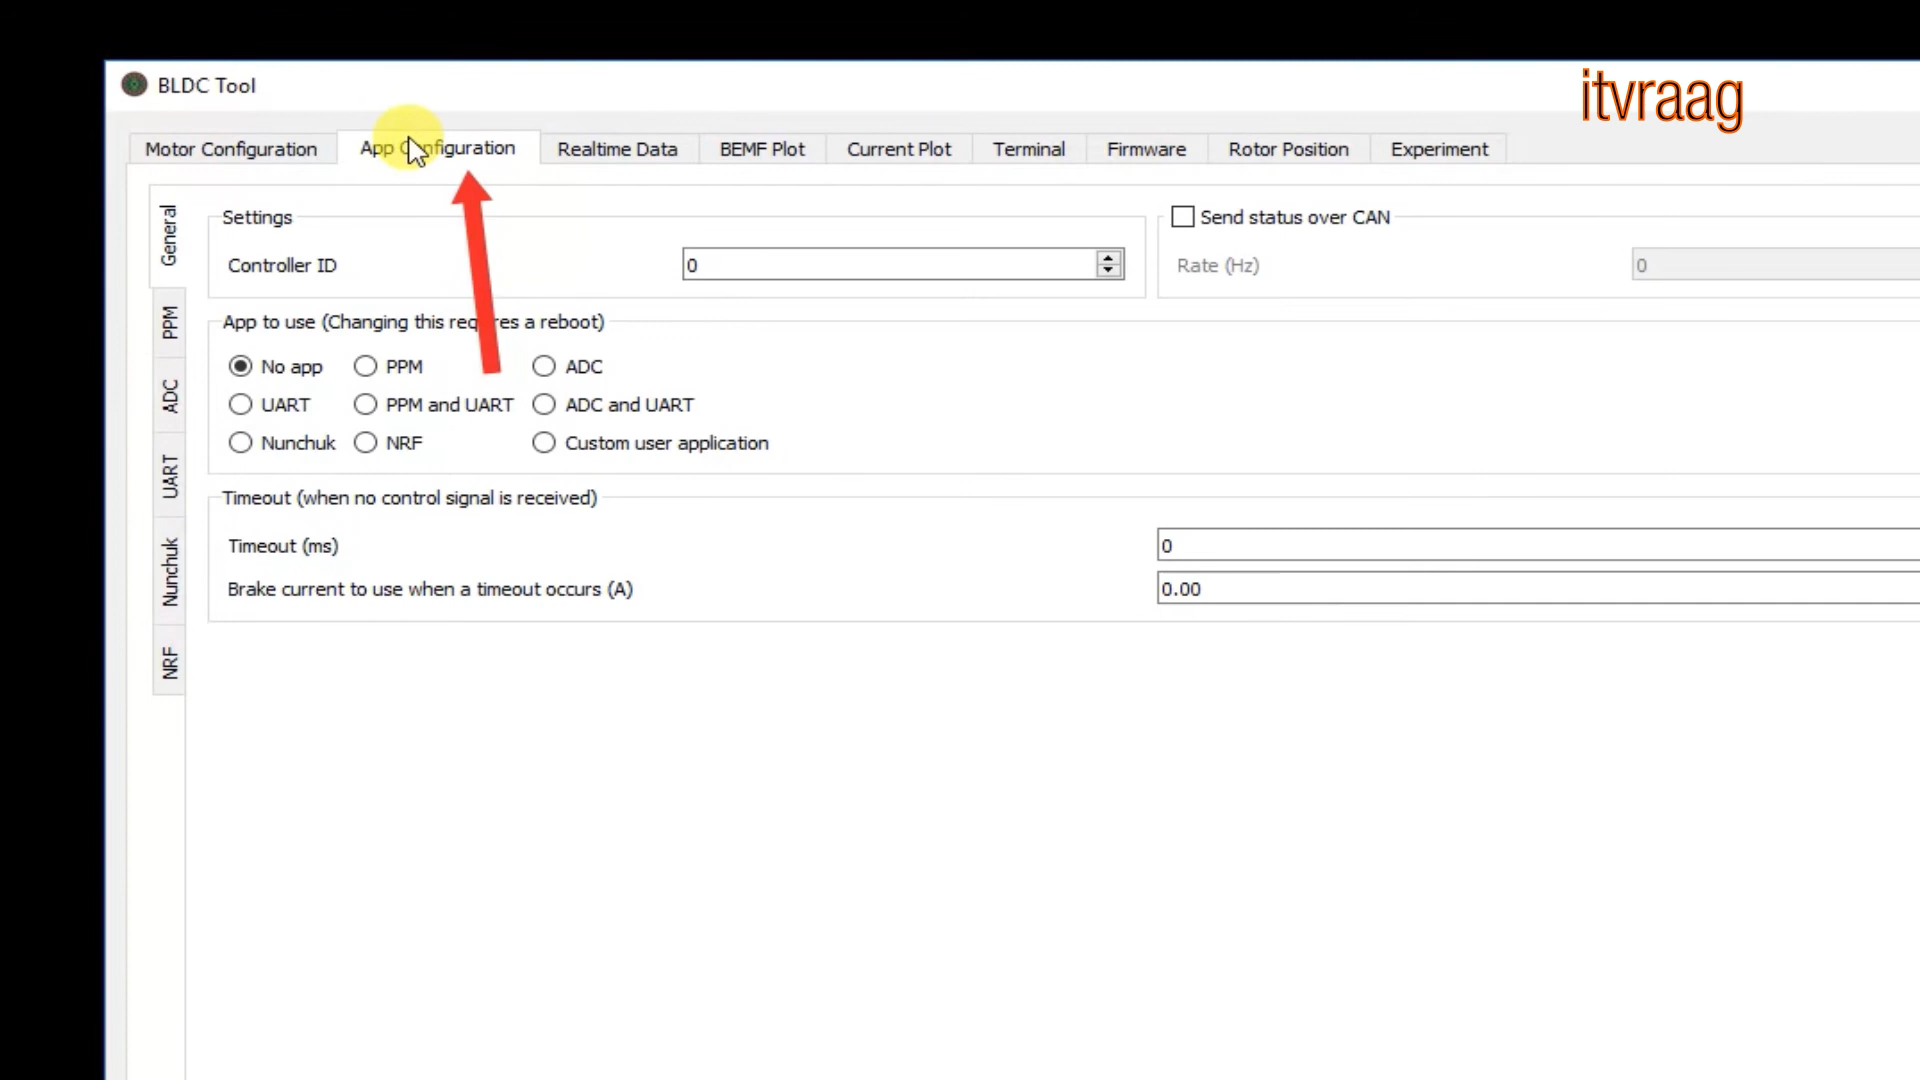 BLDC Tool
itvraag
Motor Configuration App Configuration Realtime Data BEMF Plot Current Plot Terminal Firmware Rotor Position Experiment
General
PPM
ADC
UART
Nunchuk
NRF
Settings
Controller ID 0
Send status over CAN
Rate (Hz) 0
App to use (Changing this requires a reboot)
No app PPM ADC
UART PPM and UART ADC and UART
Nunchuk NRF Custom user application
Timeout (when no control signal is received)
Timeout (ms) 0
Brake current to use when a timeout occurs (A) 0.00